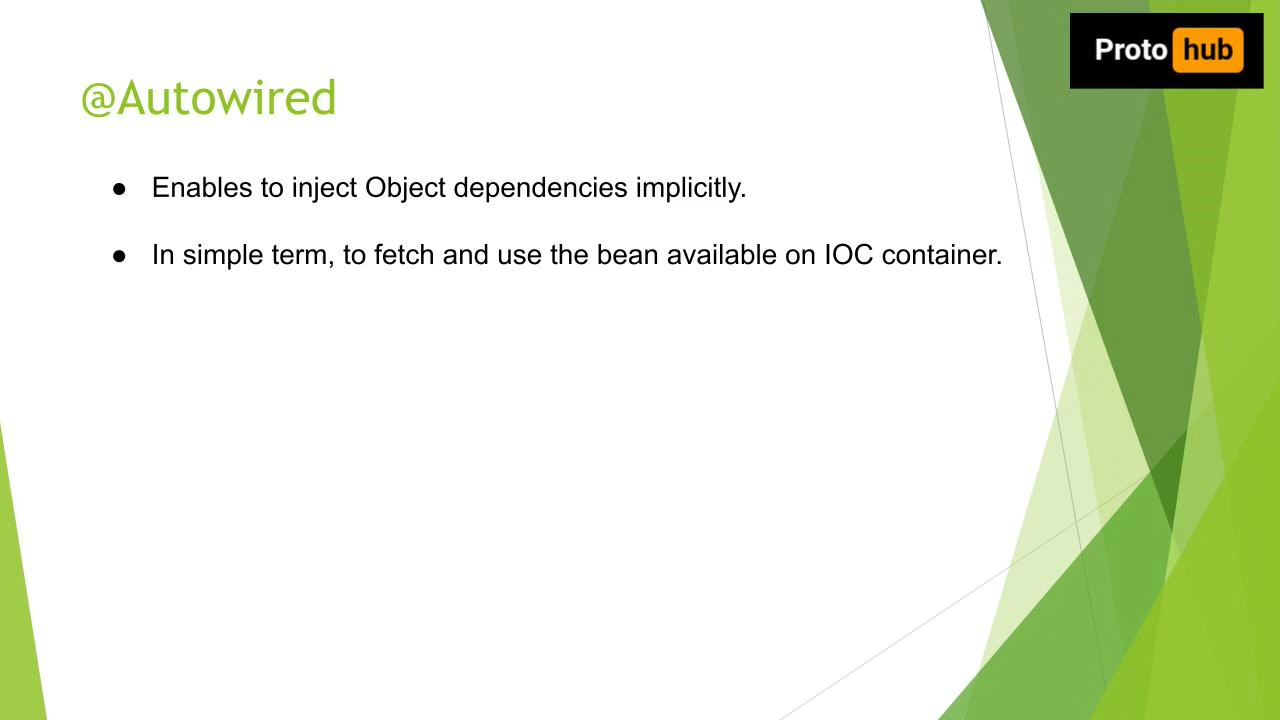 Proto hub
@Autowired
● Enables to inject Object dependencies implicitly.
● In simple term, to fetch and use the bean available on IOC container.